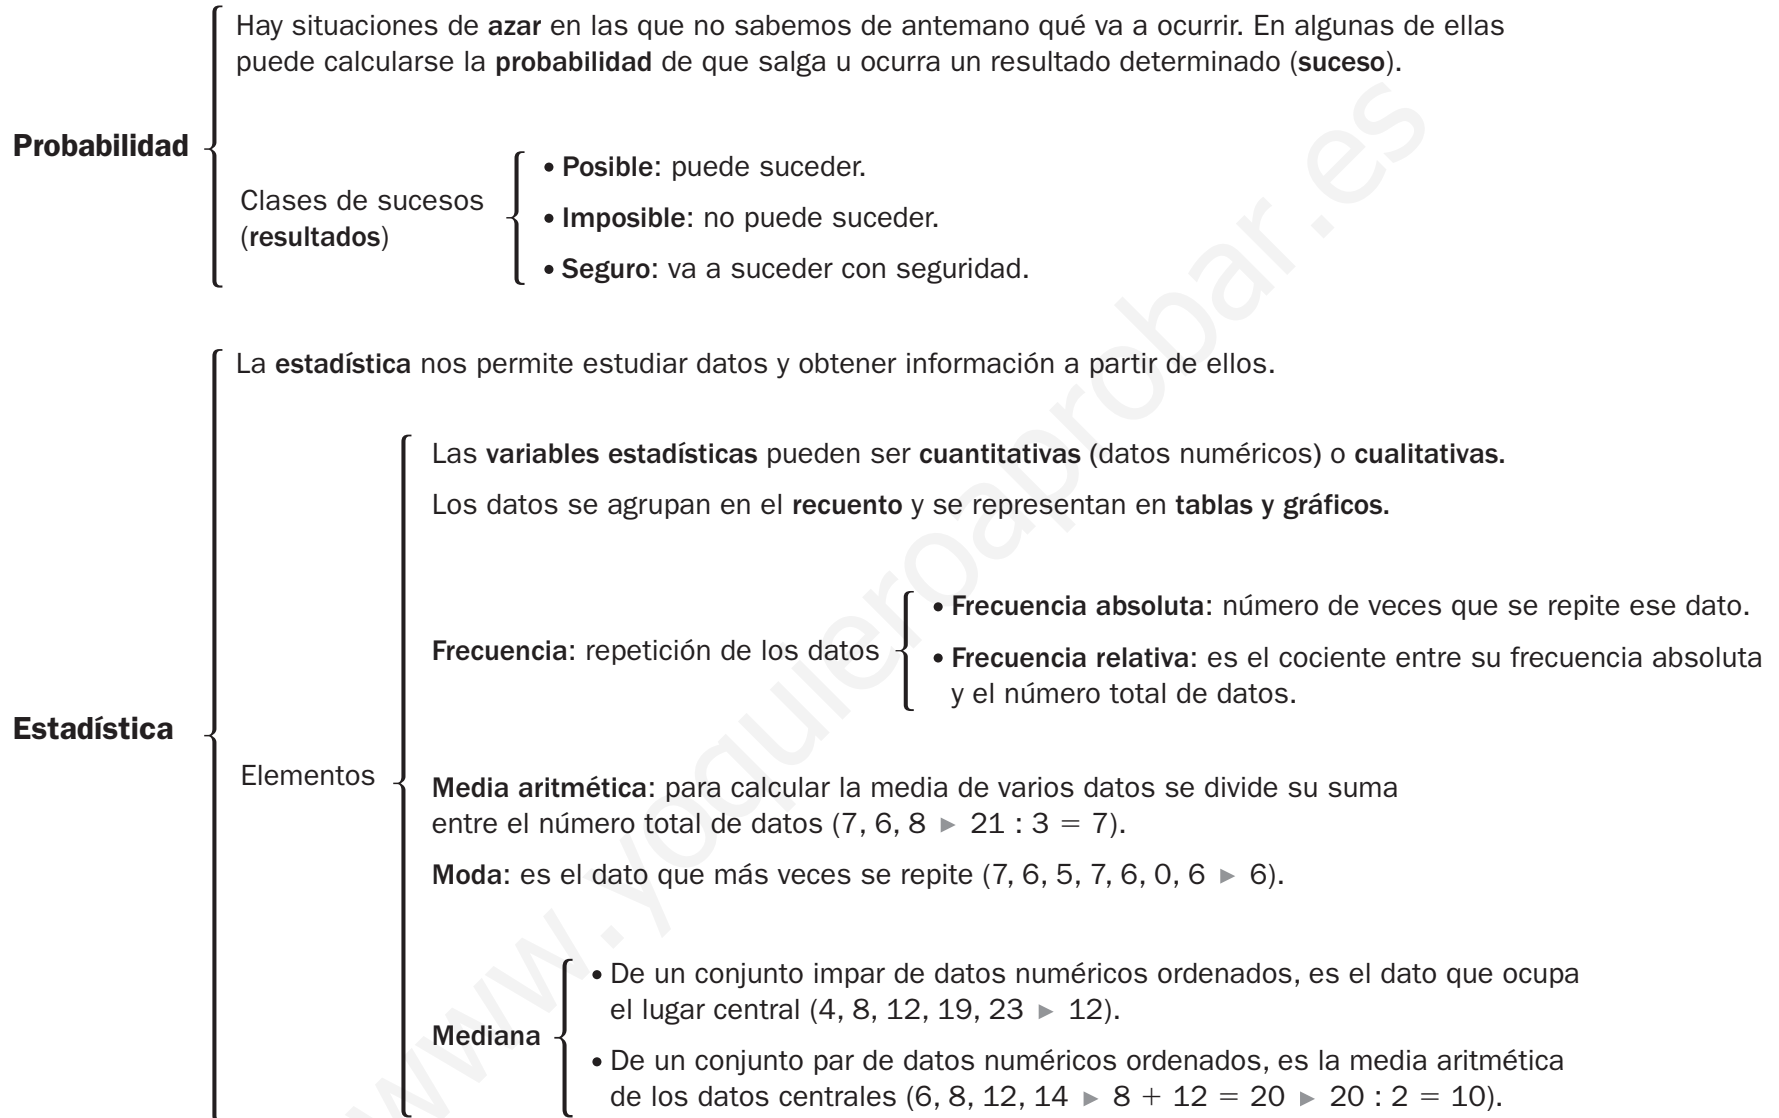 Hay situaciones de azar en las que no sabemos de antemano qué va a ocurrir. En algunas de ellas
puede calcularse la probabilidad de que salga u ocurra un resultado determinado (suceso).
Probabilidad
Clases de sucesos
(resultados)
• Posible: puede suceder.
• Imposible: no puede suceder.
• Seguro: va a suceder con seguridad.
La estadística nos permite estudiar datos y obtener información a partir de ellos.
Estadística
Elementos
Las variables estadísticas pueden ser cuantitativas (datos numéricos) o cualitativas.
Los datos se agrupan en el recuento y se representan en tablas y gráficos.
Frecuencia: repetición de los datos
• Frecuencia absoluta: número de veces que se repite ese dato.
• Frecuencia relativa: es el cociente entre su frecuencia absoluta
y el número total de datos.
Media aritmética: para calcular la media de varios datos se divide su suma
entre el número total de datos (7, 6, 8 ► 21 : 3 = 7).
Moda: es el dato que más veces se repite (7, 6, 5, 7, 6, 0, 6 ► 6).
Mediana
• De un conjunto impar de datos numéricos ordenados, es el dato que ocupa
el lugar central (4, 8, 12, 19, 23 ► 12).
• De un conjunto par de datos numéricos ordenados, es la media aritmética
de los datos centrales (6, 8, 12, 14 ► 8 + 12 = 20 ► 20 : 2 = 10).
www.yoquieroaprobar.es